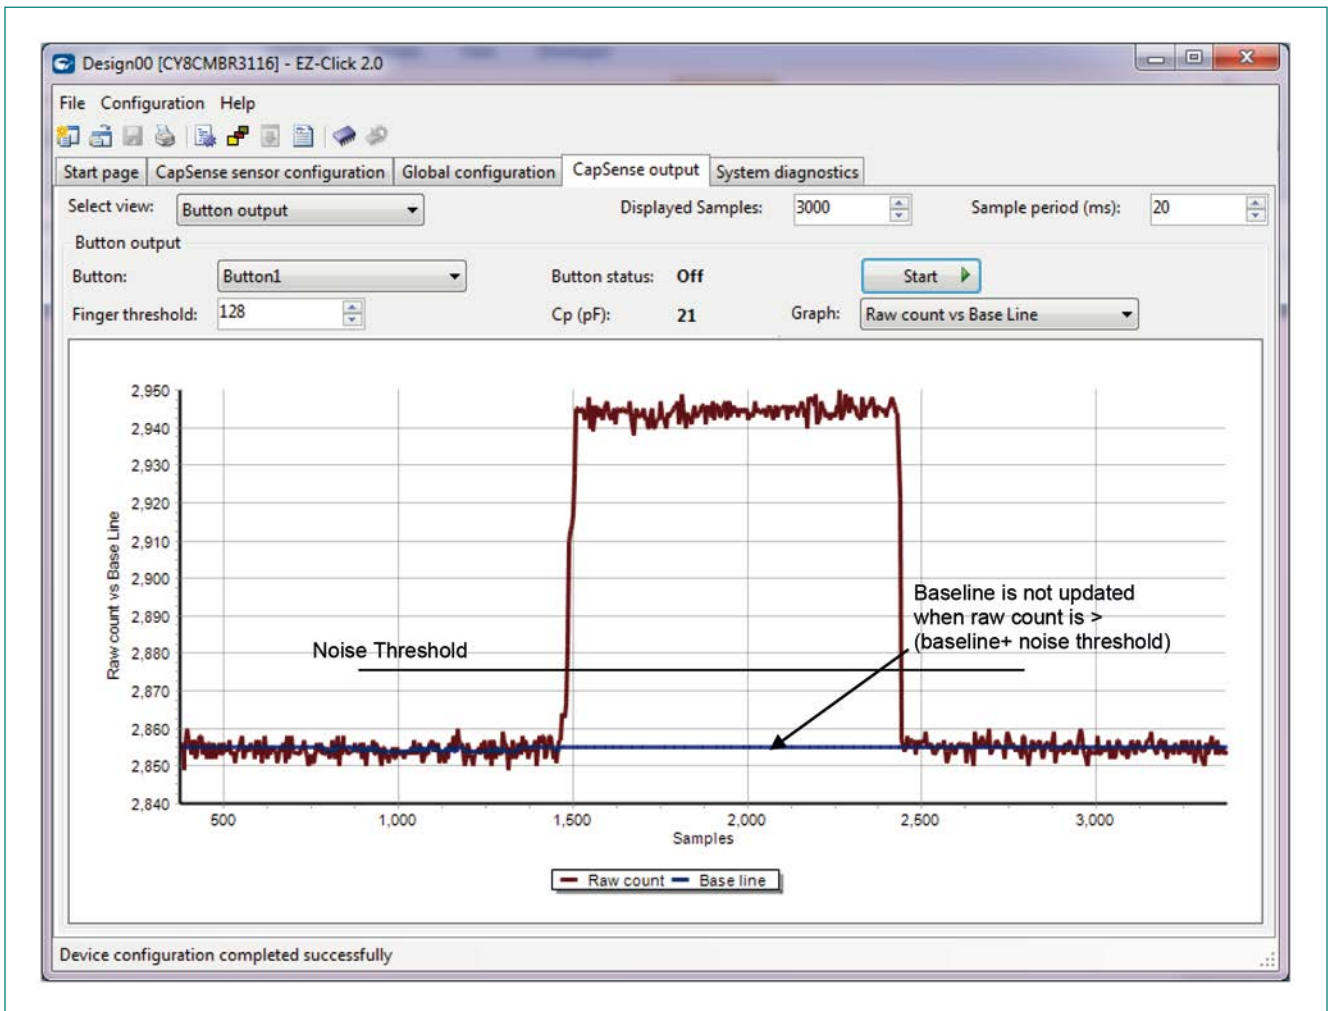 Design00 [CY8CMBR3116] - EZ-Click 2.0
File Configuration Help
Start page CapSense sensor configuration Global configuration CapSense output System diagnostics
Select view: Button output Displayed Samples: 3000 Sample period (ms): 20
Button output
Button: Button1 Button status: Off Start
Finger threshold: 128 Cp (pF): 21 Graph: Raw count vs Base Line
2,950
2,940
2,930
2,920
2,910
2,900
2,890
2,880
2,870
2,860
2,850
2,840
Raw count vs Base Line
Noise Threshold
Baseline is not updated
when raw count is >
(baseline+ noise threshold)
500 1,000 1,500 2,000 2,500 3,000
Samples
Raw count Base line
Device configuration completed successfully